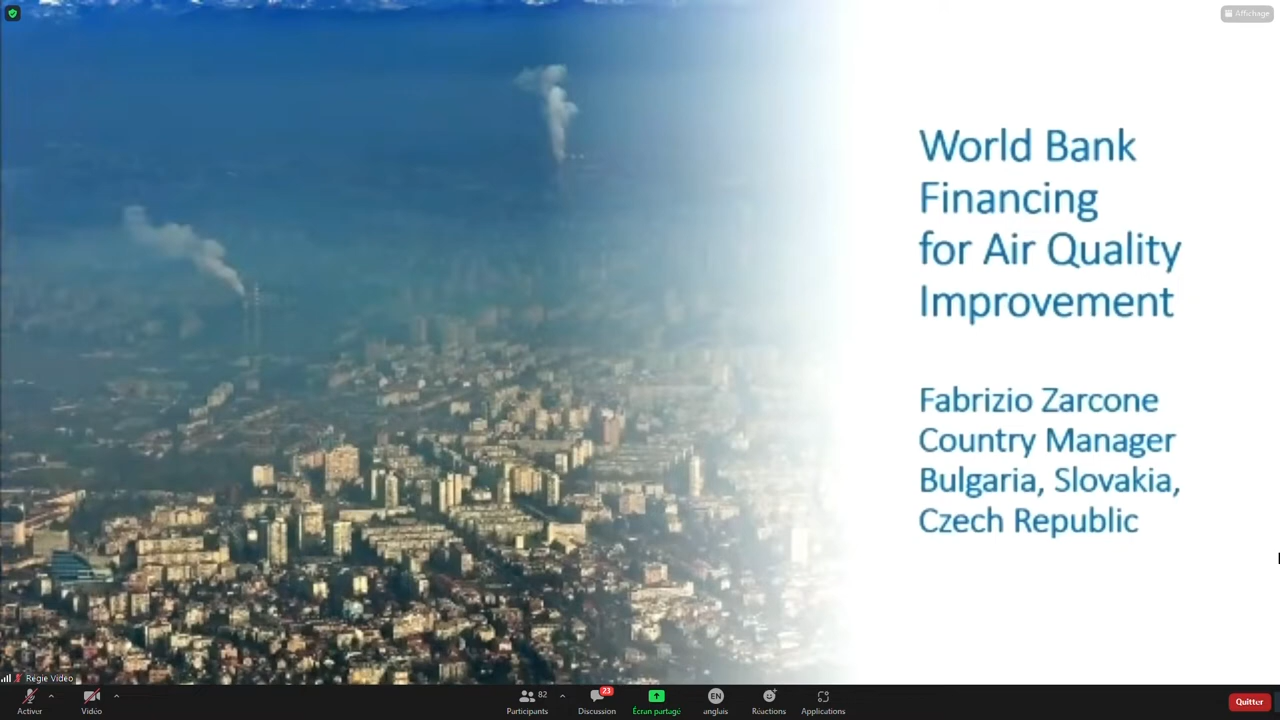 Affichage
World Bank
Financing
for Air Quality
Improvement
Fabrizio Zarcone
Country Manager
Bulgaria, Slovakia,
Czech Republic
Régie Vidéo
Activer
Vidéo
82
Participants
23
Discussion
Écran partagé
EN
anglais
Réactions
Applications
Quitter